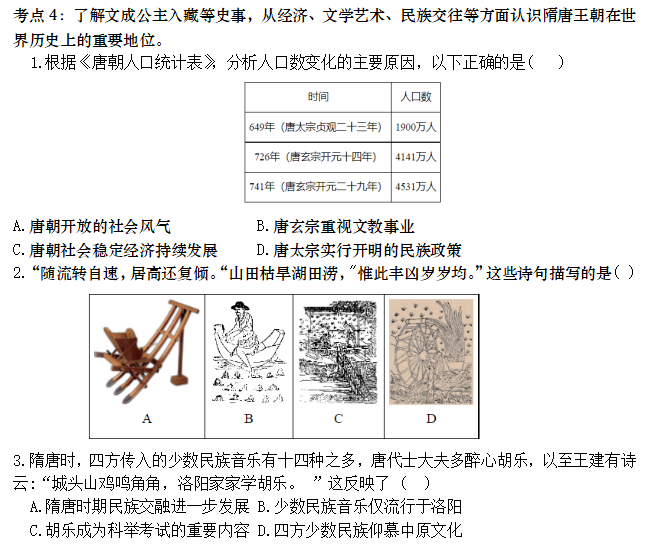 考点4：了解文成公主入藏等史事，从经济、文学艺术、民族交往等方面认识隋唐王朝在世
界历史上的重要地位。
1.根据《唐朝人口统计表》，分析人口数变化的主要原因，以下正确的是( )
时间 人口数
649年（唐太宗贞观二十三年） 1900万人
726年（唐玄宗开元十四年） 4141万人
741年（唐玄宗开元二十九年） 4531万人
A.唐朝开放的社会风气 B.唐玄宗重视文教事业
C.唐朝社会稳定经济持续发展 D.唐太宗实行开明的民族政策
2.“随流转自速，居高还复倾。“山田枯旱湖田涝，”惟此丰凶岁岁均。”这些诗句描写的是( )
A B C D
3.隋唐时，四方传入的少数民族音乐有十四种之多，唐代士大夫多醉心胡乐，以至王建有诗
云：“城头山鸡鸣角角，洛阳家家学胡乐。 ”这反映了 ( )
A.隋唐时期民族交融进一步发展 B.少数民族音乐仅流行于洛阳
C.胡乐成为科举考试的重要内容 D.四方少数民族仰慕中原文化